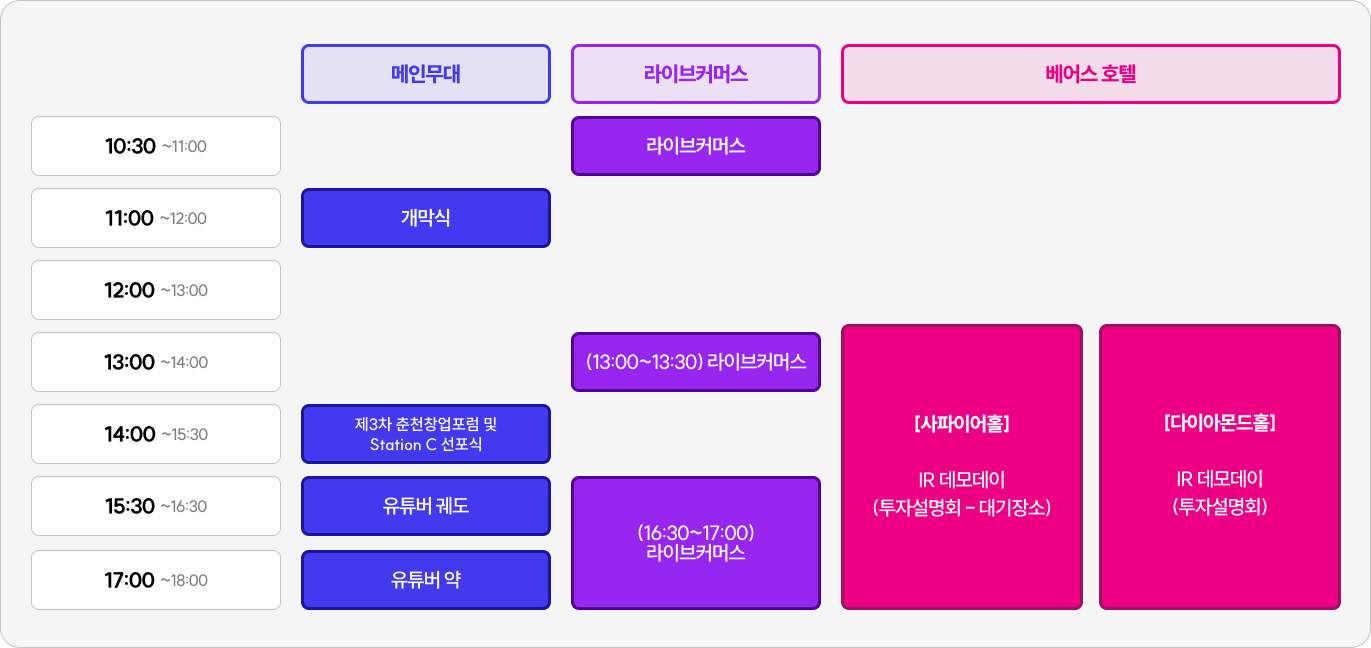 메인무대
라이브커머스
베어스 호텔
10:30 ~11:00
라이브커머스
11:00 ~12:00
개막식
12:00 ~13:00
13:00 ~14:00
(13:00~13:30) 라이브커머스
14:00 ~15:30
제3차 춘천창업포럼 및
Station C 선포식
15:30 ~16:30
유튜버 궤도
(16:30~17:00)
라이브커머스
17:00 ~18:00
유튜버 약
[사파이어홀]
IR 데모데이
(투자설명회 - 대기장소)
[다이아몬드홀]
IR 데모데이
(투자설명회)